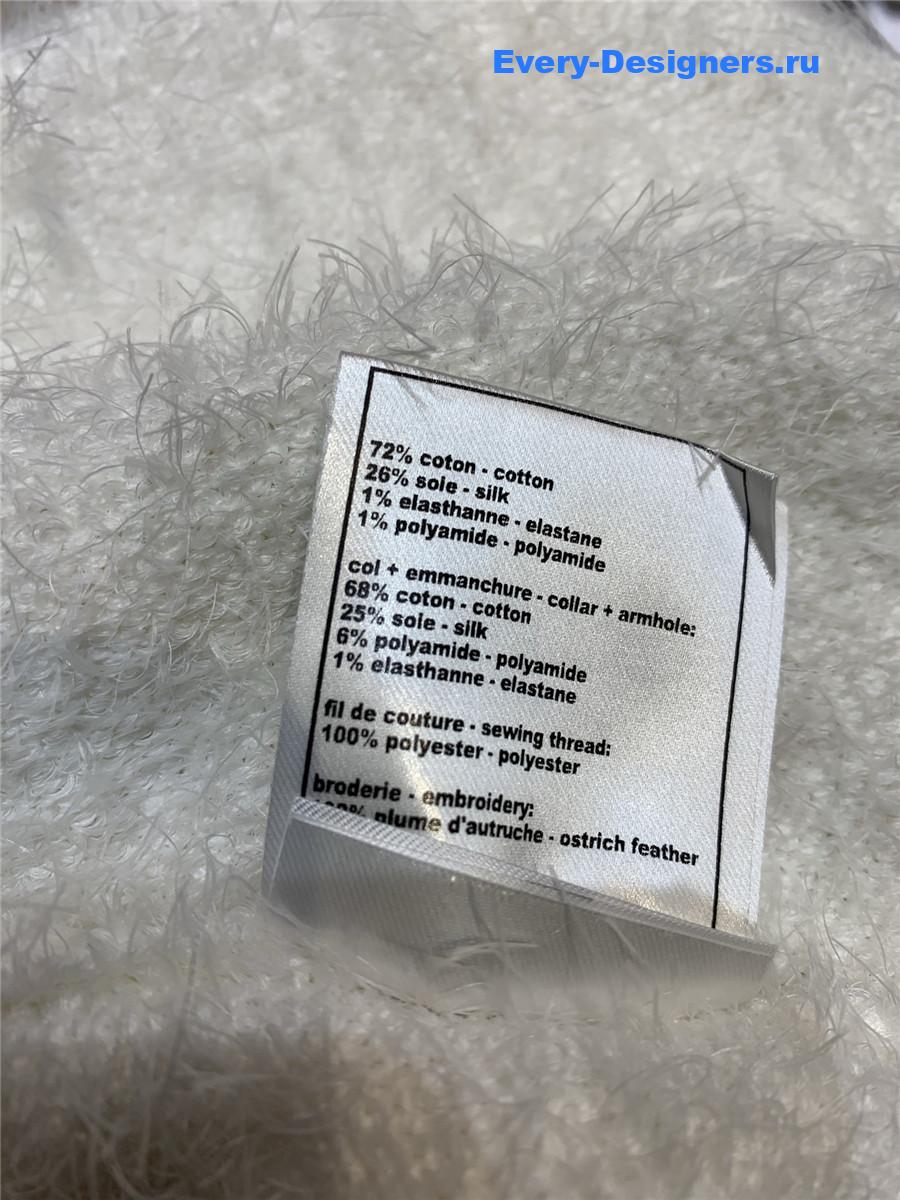 Every-Designers.ru
72% coton - cotton
26% soie - silk
1% elasthanne - elastane
1% polyamide - polyamide
col + emmanchure - collar + armhole:
68% coton - cotton
25% soie - silk
6% polyamide - polyamide
1% elasthanne - elastane
fil de couture - sewing thread:
100% polyester - polyester
broderie - embroidery:
plume d'autruche - ostrich feather